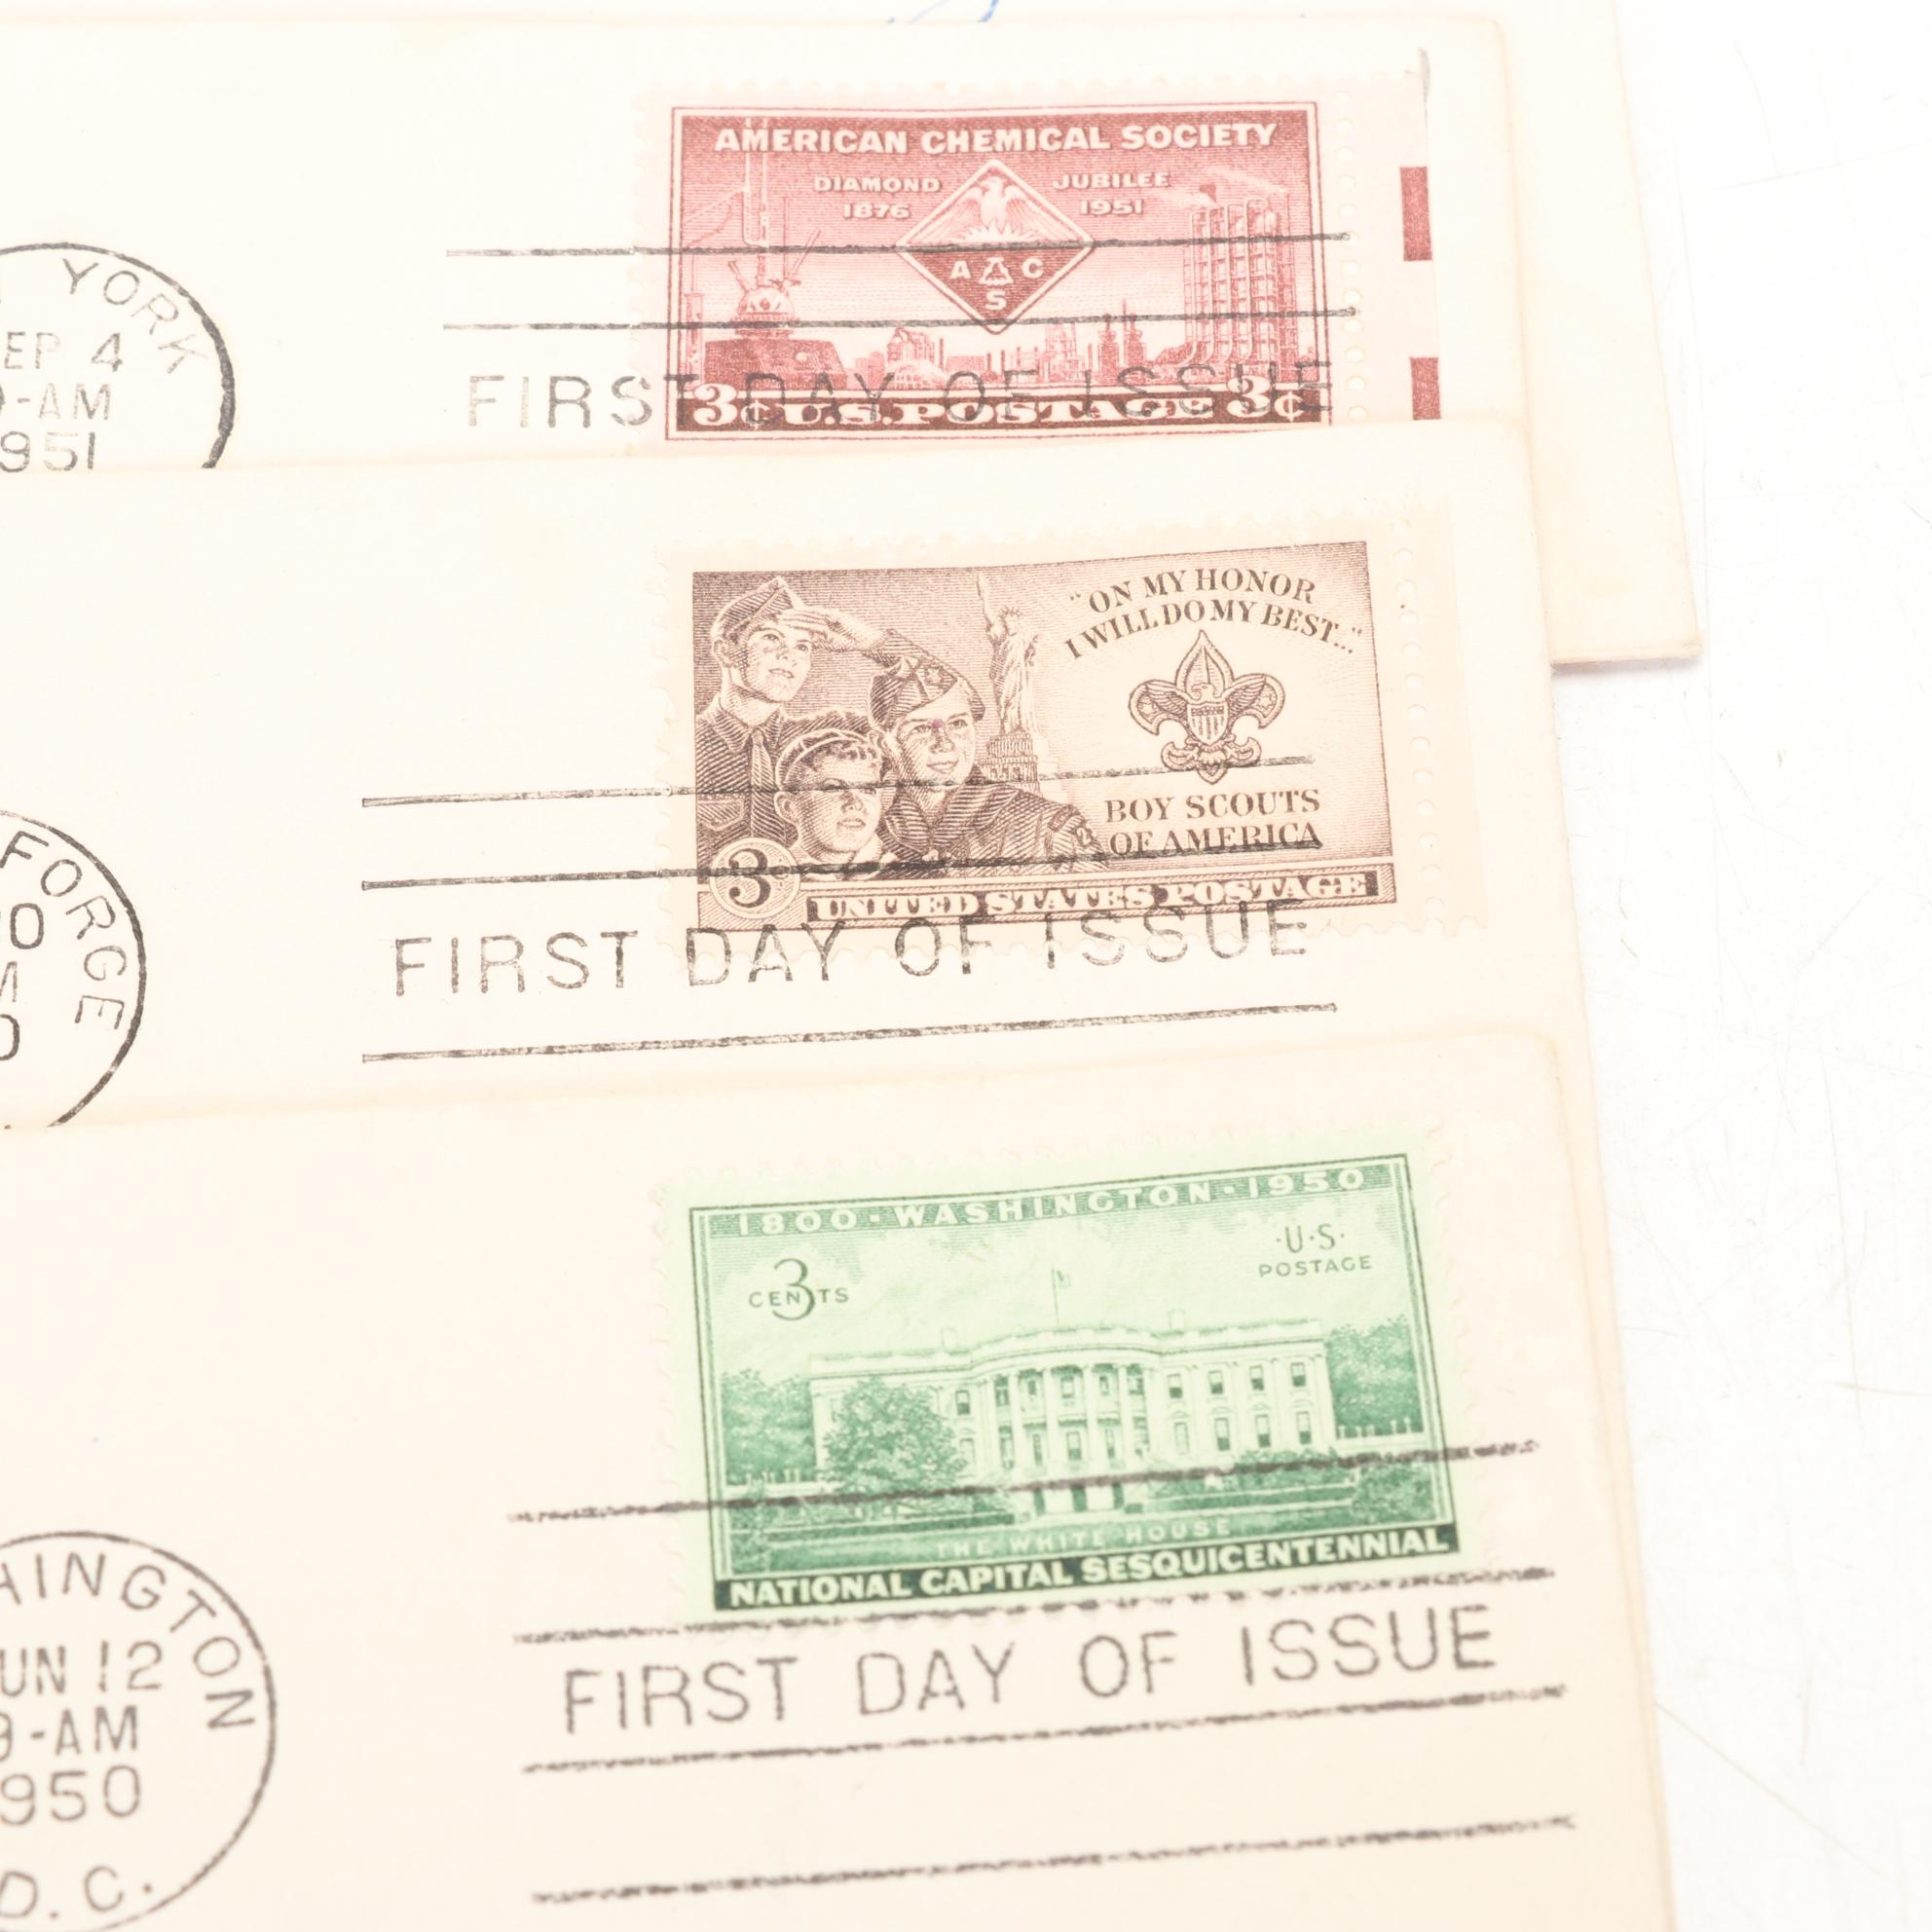 AMERICAN CHEMICAL SOCIETY
DIAMOND JUBILEE
1876 1951
A C
S
3¢ U.S. POSTAGE 3¢
YORK
EP 4
9-AM
951
FIRST DAY OF ISSUE
"ON MY HONOR
I WILL DO MY BEST..."
BOY SCOUTS
OF AMERICA
3¢
UNITED STATES POSTAGE
FORGE
FIRST DAY OF ISSUE
1800·WASHINGTON·1950
3
CENTS
·U·S·
POSTAGE
THE WHITE HOUSE
NATIONAL CAPITAL SESQUICENTENNIAL
HINGTON
UN 12
9-AM
950
D.C.
FIRST DAY OF ISSUE